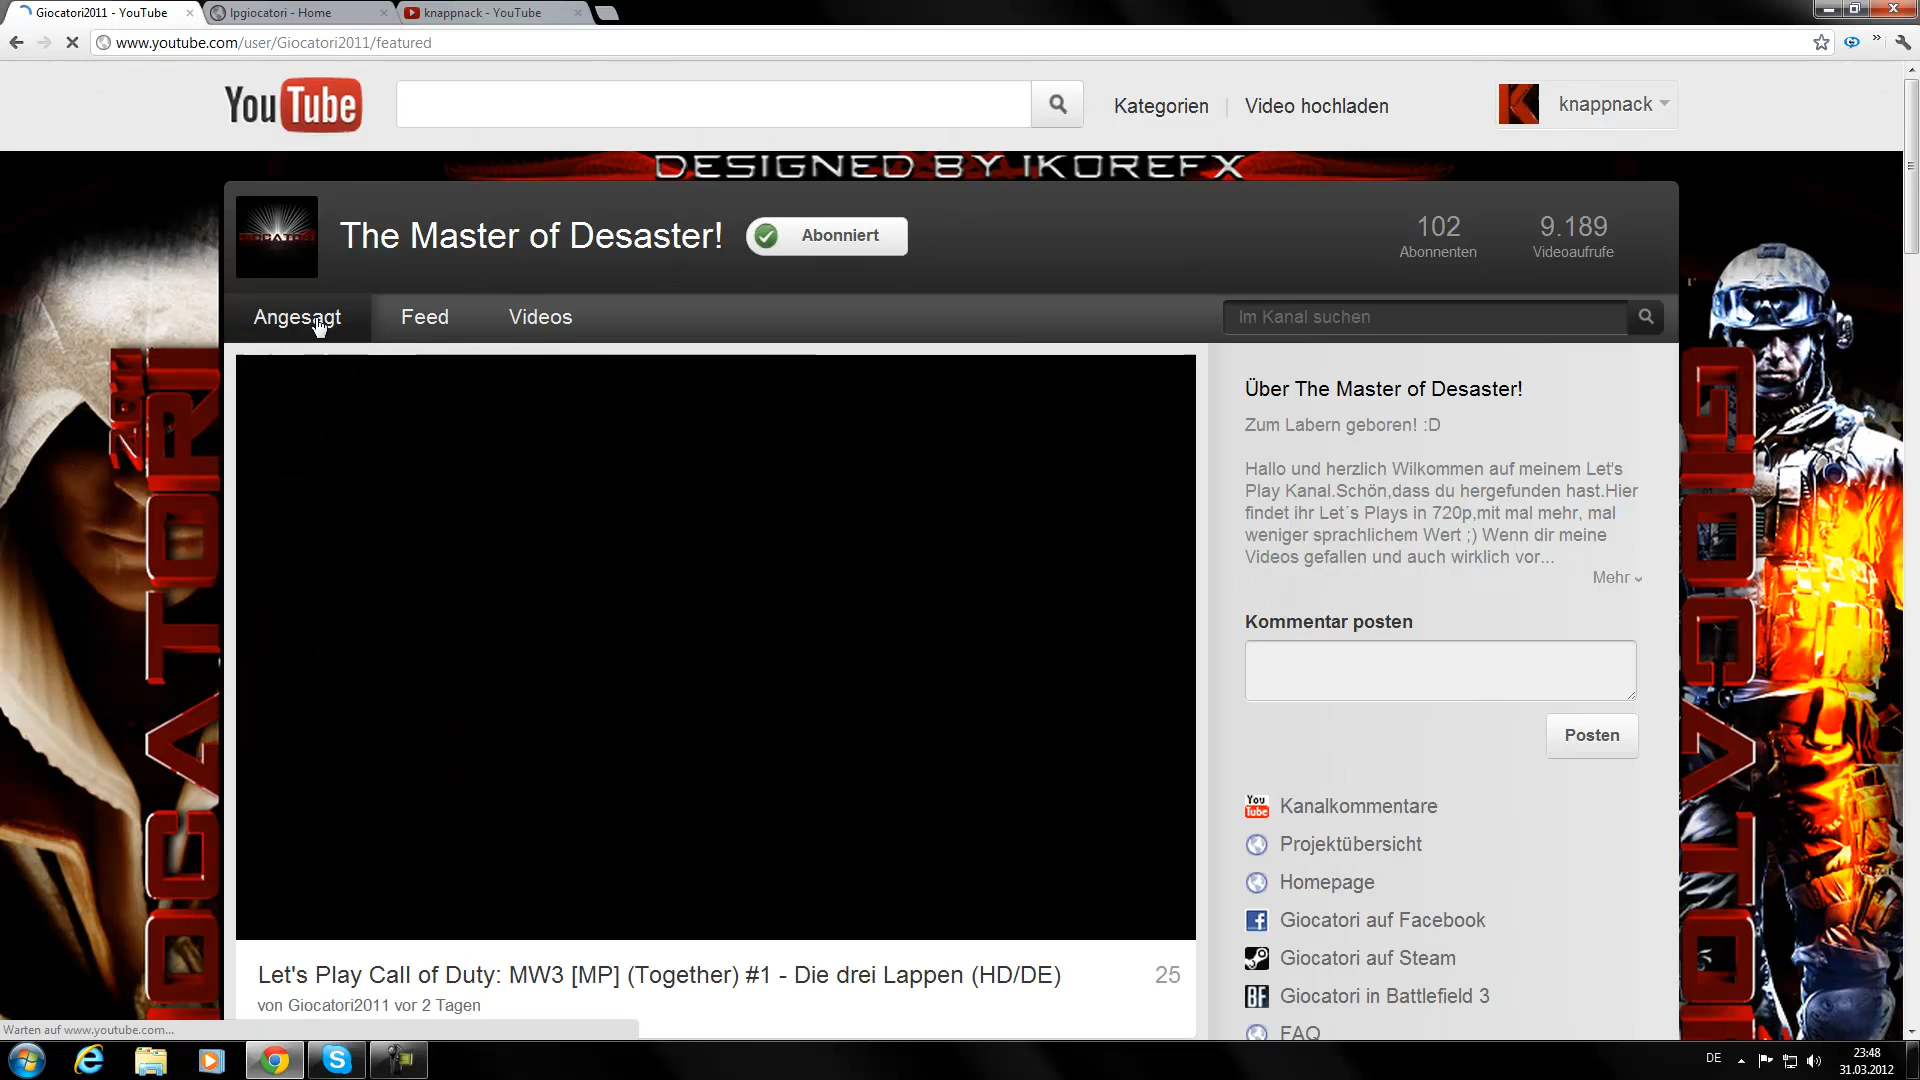 Giocatori2011 - YouTube
lpgiocatori - Home
knappnack - YouTube
www.youtube.com/user/Giocatori2011/featured
YouTube
Kategorien
Video hochladen
knappnack
DESIGNED BY IKOREFX
The Master of Desaster!
Abonniert
102
Abonnenten
9.189
Videoaufrufe
Angesagt
Feed
Videos
Im Kanal suchen
Über The Master of Desaster!
Zum Labern geboren! :D
Hallo und herzlich Wilkommen auf meinem Let's
Play Kanal.Schön,dass du hergefunden hast.Hier
findet ihr Let´s Plays in 720p,mit mal mehr, mal
weniger sprachlichem Wert ;) Wenn dir meine
Videos gefallen und auch wirklich vor...
Mehr
Kommentar posten
Posten
Kanalkommentare
Projektübersicht
Homepage
Giocatori auf Facebook
Giocatori auf Steam
Giocatori in Battlefield 3
FAQ
Let's Play Call of Duty: MW3 [MP] (Together) #1 - Die drei Lappen (HD/DE)
25
von Giocatori2011 vor 2 Tagen
Warten auf www.youtube.com...
DE
23:48
31.03.2012